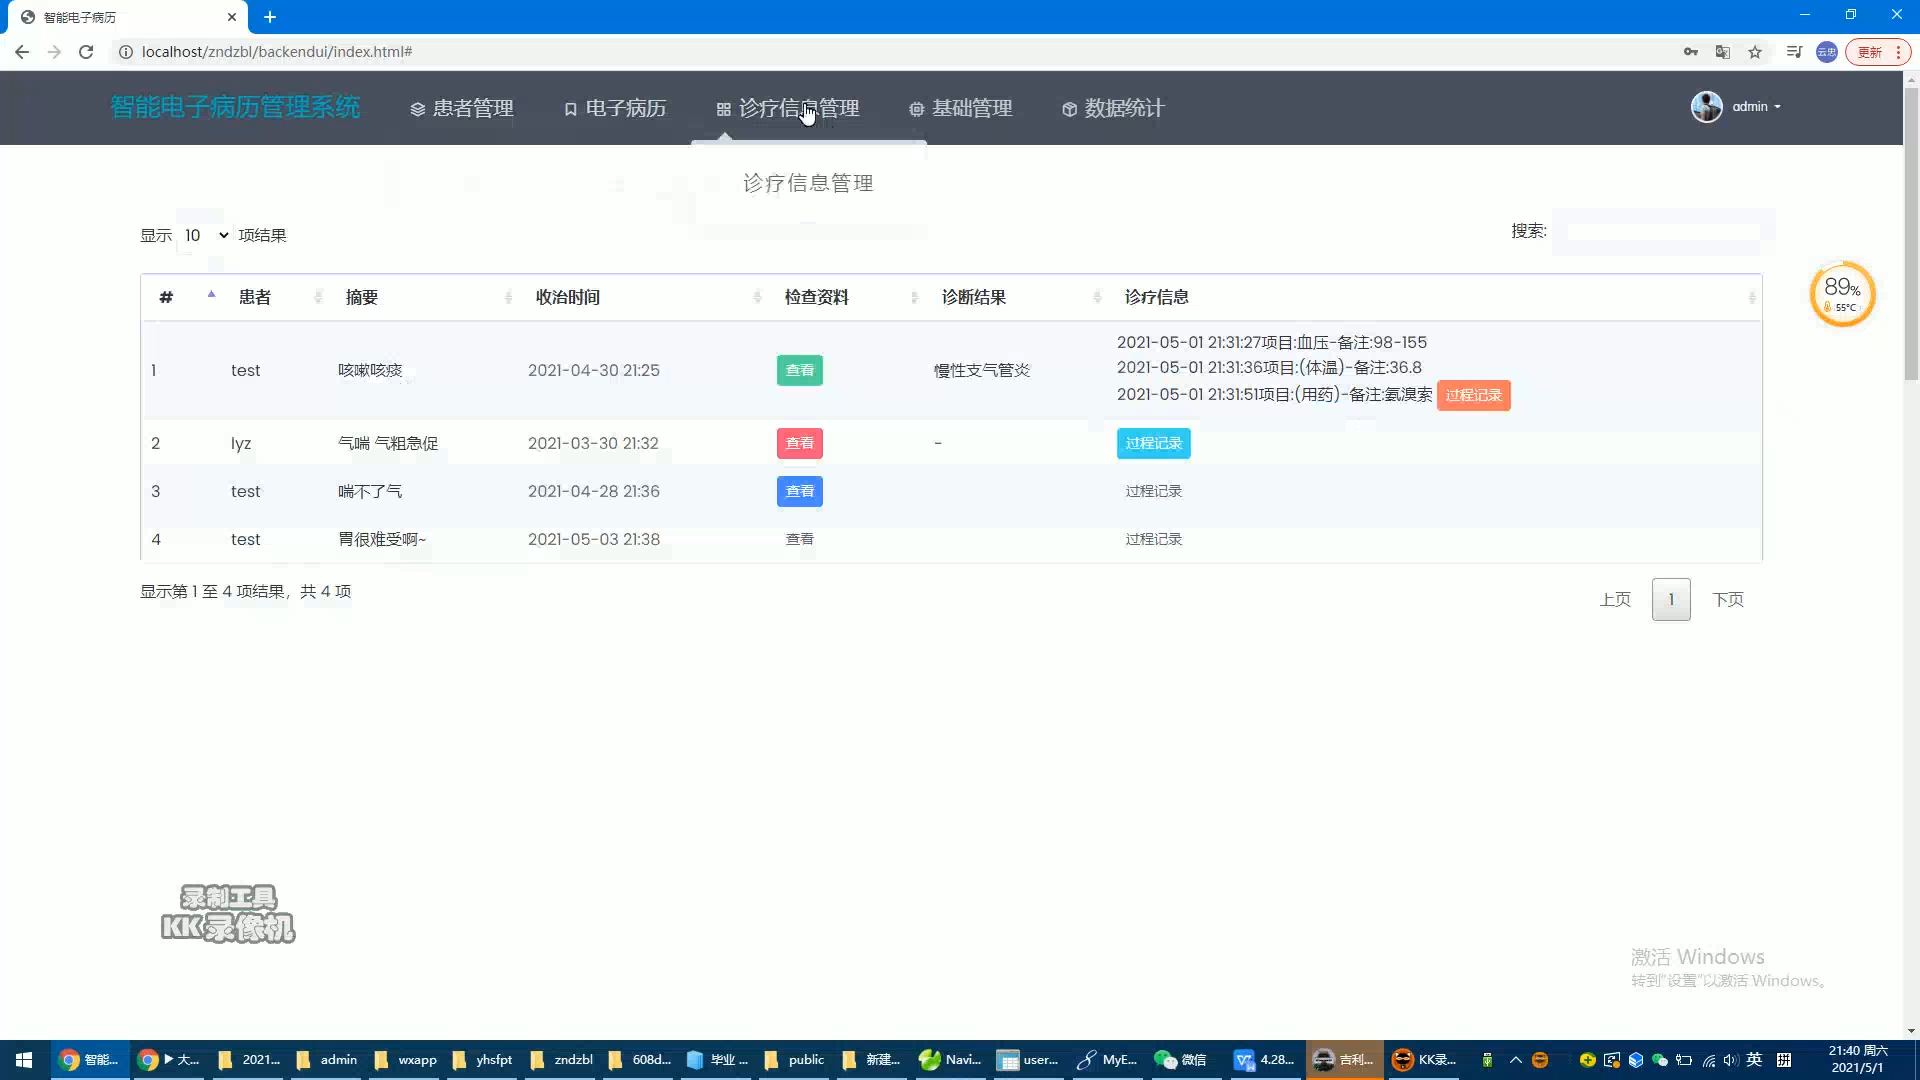 智能电子病历
localhost/zndzbl/backendui/index.html#
云忠
更新
智能电子病历管理系统
患者管理
电子病历
诊疗信息管理
基础管理
数据统计
admin
诊疗信息管理
显示 10 项结果
搜索:
# 患者 摘要 收治时间 检查资料 诊断结果 诊疗信息
1 test 咳嗽咳痰 2021-04-30 21:25 查看 慢性支气管炎
2021-05-01 21:31:27项目:血压-备注:98-155
2021-05-01 21:31:36项目:(体温)-备注:36.8
2021-05-01 21:31:51项目:(用药)-备注:氨溴索 过程记录
2 lyz 气喘 气粗急促 2021-03-30 21:32 查看 - 过程记录
3 test 喘不了气 2021-04-28 21:36 查看 过程记录
4 test 胃很难受啊~ 2021-05-03 21:38 查看 过程记录
89%
55°C
显示第 1 至 4 项结果，共 4 项
上页 1 下页
录制工具
KK录像机
激活 Windows
转到"设置"以激活 Windows。
智能... 大... 2021... admin wxapp yhsfpt zndzbl 608d... 毕业 ... public 新建... Navi... user... MyE... 微信 4.28... 吉利... KK录... 英 拼
21:40 周六
2021/5/1